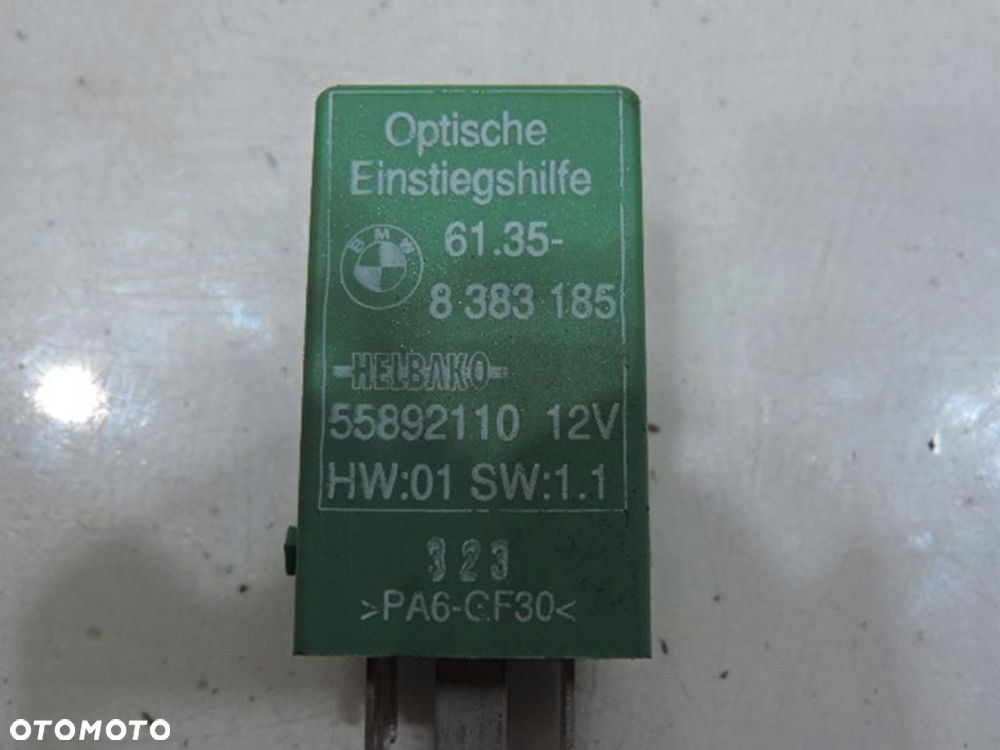 Optische
Einstiegshilfe
BMW
61.35-
8 383 185
-HELBAKO-
55892110 12V
HW:01 SW:1.1
323
>PA6-GF30<
OTOMOTO